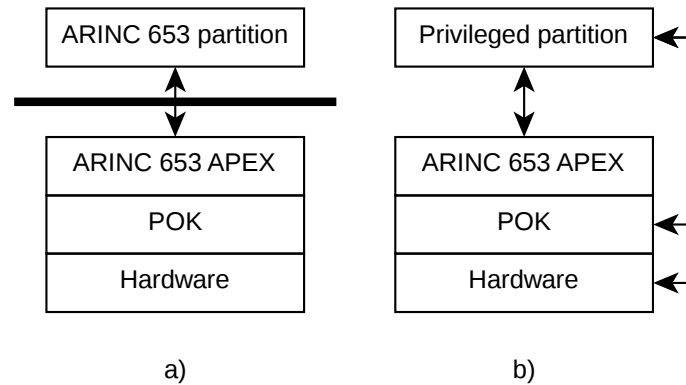 ARINC 653 partition
ARINC 653 APEX
POK
Hardware
a)
Privileged partition
ARINC 653 APEX
POK
Hardware
b)